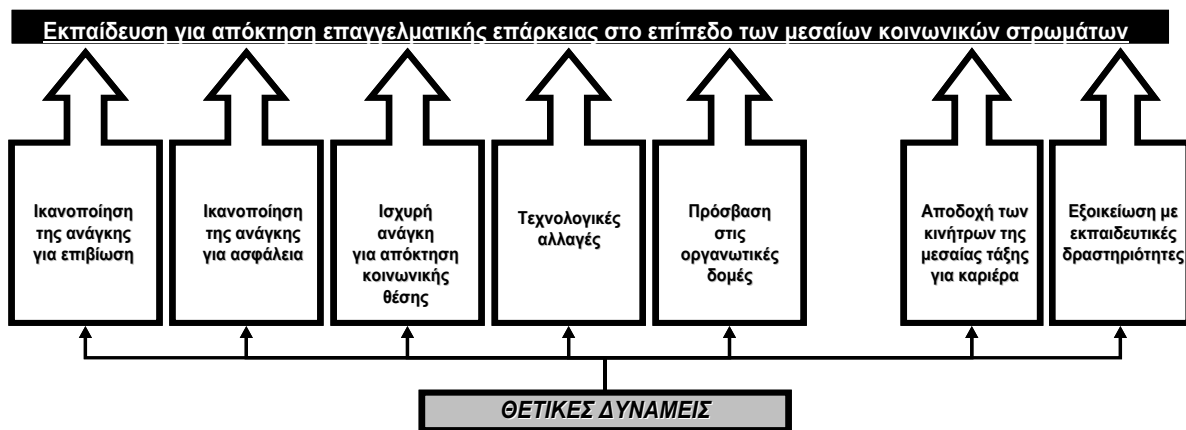 Εκπαίδευση για απόκτηση επαγγελματικής επάρκειας στο επίπεδο των μεσαίων κοινωνικών στρωμάτων
Ικανοποίηση
της ανάγκης
για επιβίωση
Ικανοποίηση
της ανάγκης
για ασφάλεια
Ισχυρή
ανάγκη
για απόκτηση
κοινωνικής
θέσης
Τεχνολογικές
αλλαγές
Πρόσβαση
στις
οργανωτικές
δομές
Αποδοχή των
κινήτρων της
μεσαίας τάξης
για καριέρα
Εξοικείωση με
εκπαιδευτικές
δραστηριότητες
ΘΕΤΙΚΕΣ ΔΥΝΑΜΕΙΣ